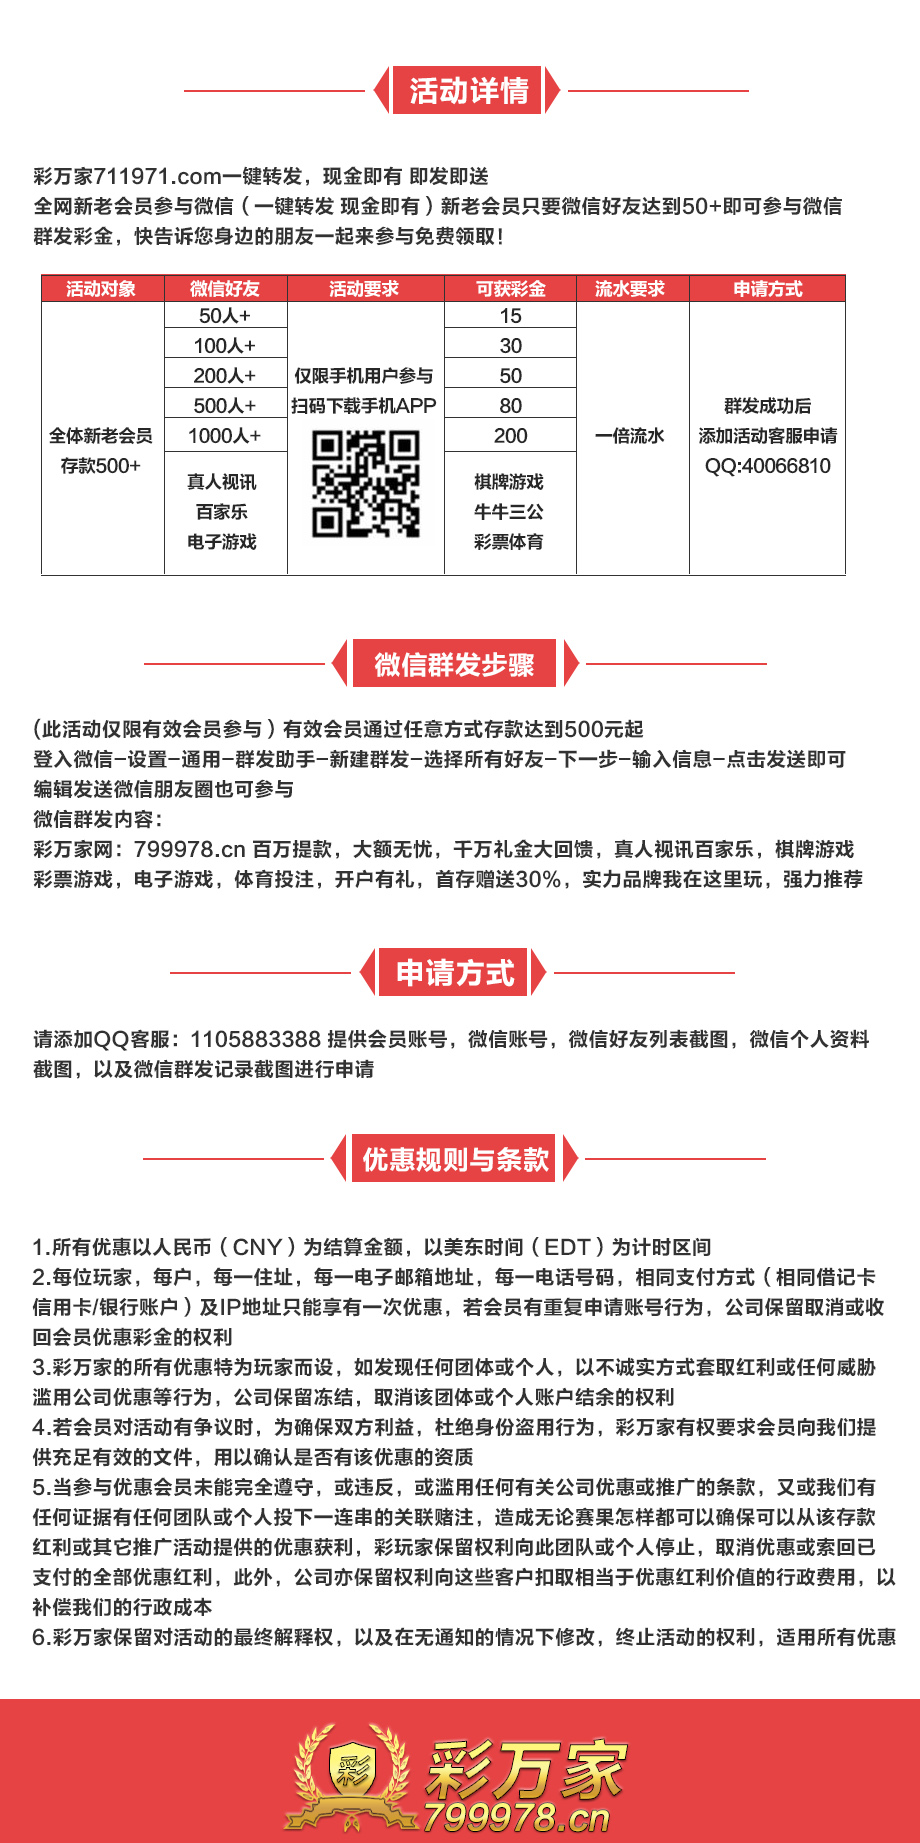 活动详情
彩万家711971.com一键转发，现金即有 即发即送
全网新老会员参与微信（一键转发 现金即有）新老会员只要微信好友达到50+即可参与微信
群发彩金，快告诉您身边的朋友一起来参与免费领取！
活动对象 微信好友 活动要求 可获彩金 流水要求 申请方式
50人+ 15
100人+ 30
200人+ 仅限手机用户参与 50
500人+ 扫码下载手机APP 80 群发成功后
全体新老会员 1000人+ 200 一倍流水 添加活动客服申请
存款500+ QQ:40066810
真人视讯 棋牌游戏
百家乐 牛牛三公
电子游戏 彩票体育
微信群发步骤
(此活动仅限有效会员参与）有效会员通过任意方式存款达到500元起
登入微信-设置-通用-群发助手-新建群发-选择所有好友-下一步-输入信息-点击发送即可
编辑发送微信朋友圈也可参与
微信群发内容：
彩万家网：799978.cn 百万提款，大额无忧，千万礼金大回馈，真人视讯百家乐，棋牌游戏
彩票游戏，电子游戏，体育投注，开户有礼，首存赠送30%，实力品牌我在这里玩，强力推荐
申请方式
请添加QQ客服：1105883388 提供会员账号，微信账号，微信好友列表截图，微信个人资料
截图，以及微信群发记录截图进行申请
优惠规则与条款
1.所有优惠以人民币（CNY）为结算金额，以美东时间（EDT）为计时区间
2.每位玩家，每户，每一住址，每一电子邮箱地址，每一电话号码，相同支付方式（相同借记卡
信用卡/银行账户）及IP地址只能享有一次优惠，若会员有重复申请账号行为，公司保留取消或收
回会员优惠彩金的权利
3.彩万家的所有优惠特为玩家而设，如发现任何团体或个人，以不诚实方式套取红利或任何威胁
滥用公司优惠等行为，公司保留冻结，取消该团体或个人账户结余的权利
4.若会员对活动有争议时，为确保双方利益，杜绝身份盗用行为，彩万家有权要求会员向我们提
供充足有效的文件，用以确认是否有该优惠的资质
5.当参与优惠会员未能完全遵守，或违反，或滥用任何有关公司优惠或推广的条款，又或我们有
任何证据有任何团队或个人投下一连串的关联赌注，造成无论赛果怎样都可以确保可以从该存款
红利或其它推广活动提供的优惠获利，彩玩家保留权利向此团队或个人停止，取消优惠或索回已
支付的全部优惠红利，此外，公司亦保留权利向这些客户扣取相当于优惠红利价值的行政费用，以
补偿我们的行政成本
6.彩万家保留对活动的最终解释权，以及在无通知的情况下修改，终止活动的权利，适用所有优惠
彩 彩万家
799978.cn